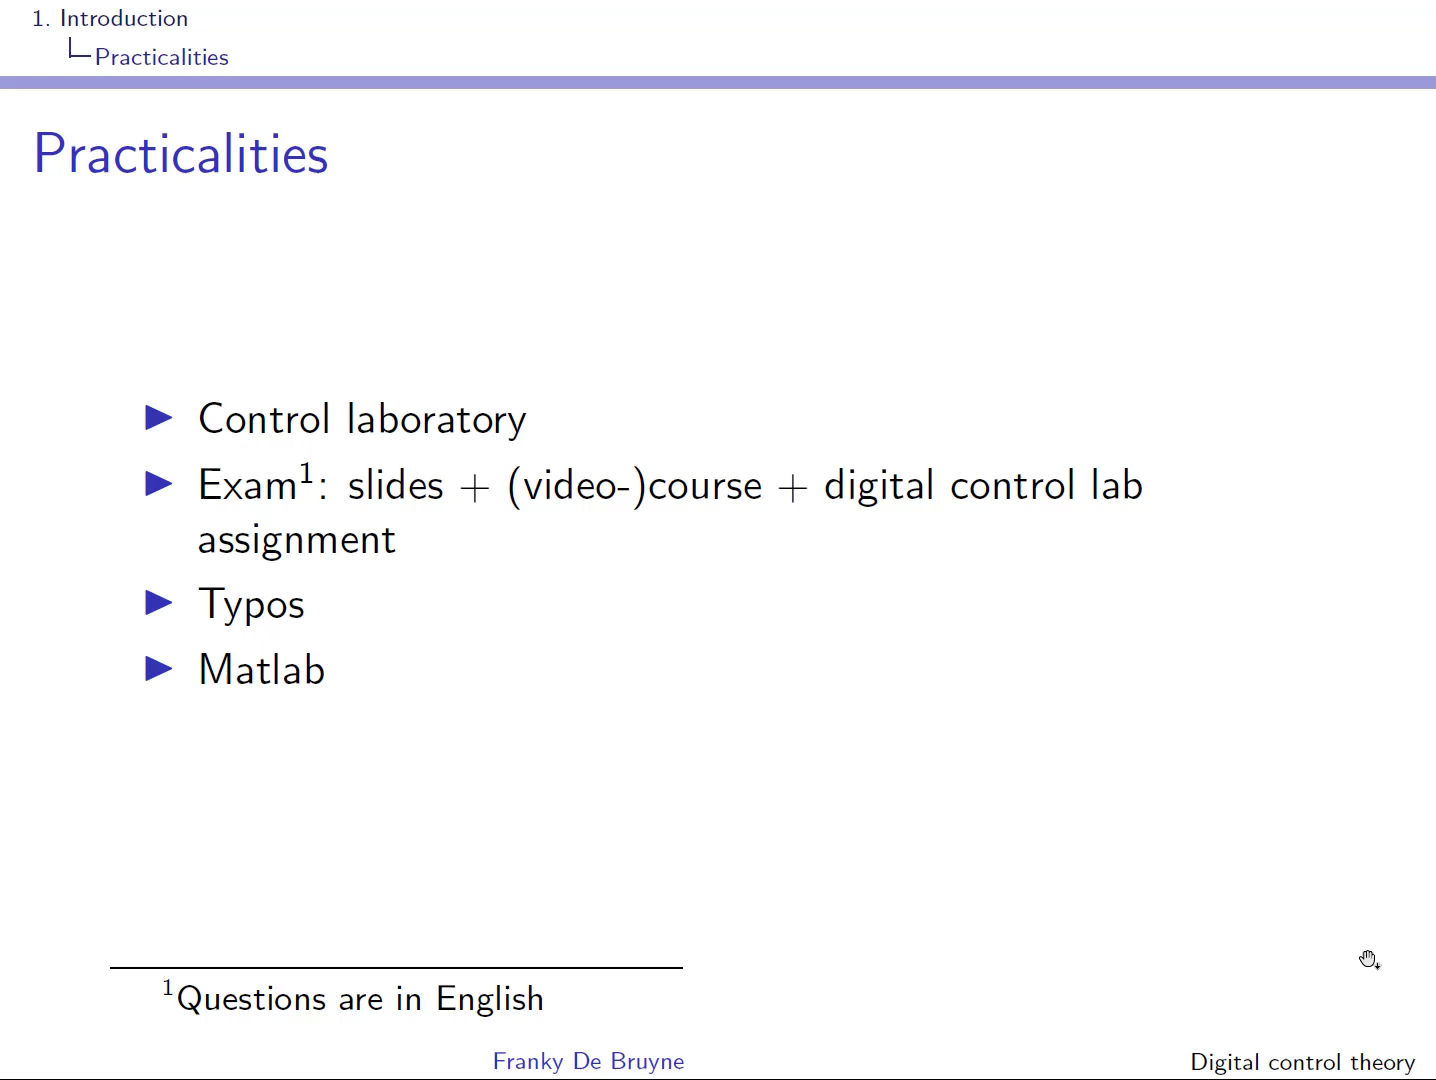 1. Introduction
Practicalities
Practicalities
Control laboratory
Exam¹: slides + (video-)course + digital control lab
assignment
Typos
Matlab
¹Questions are in English
Franky De Bruyne
Digital control theory